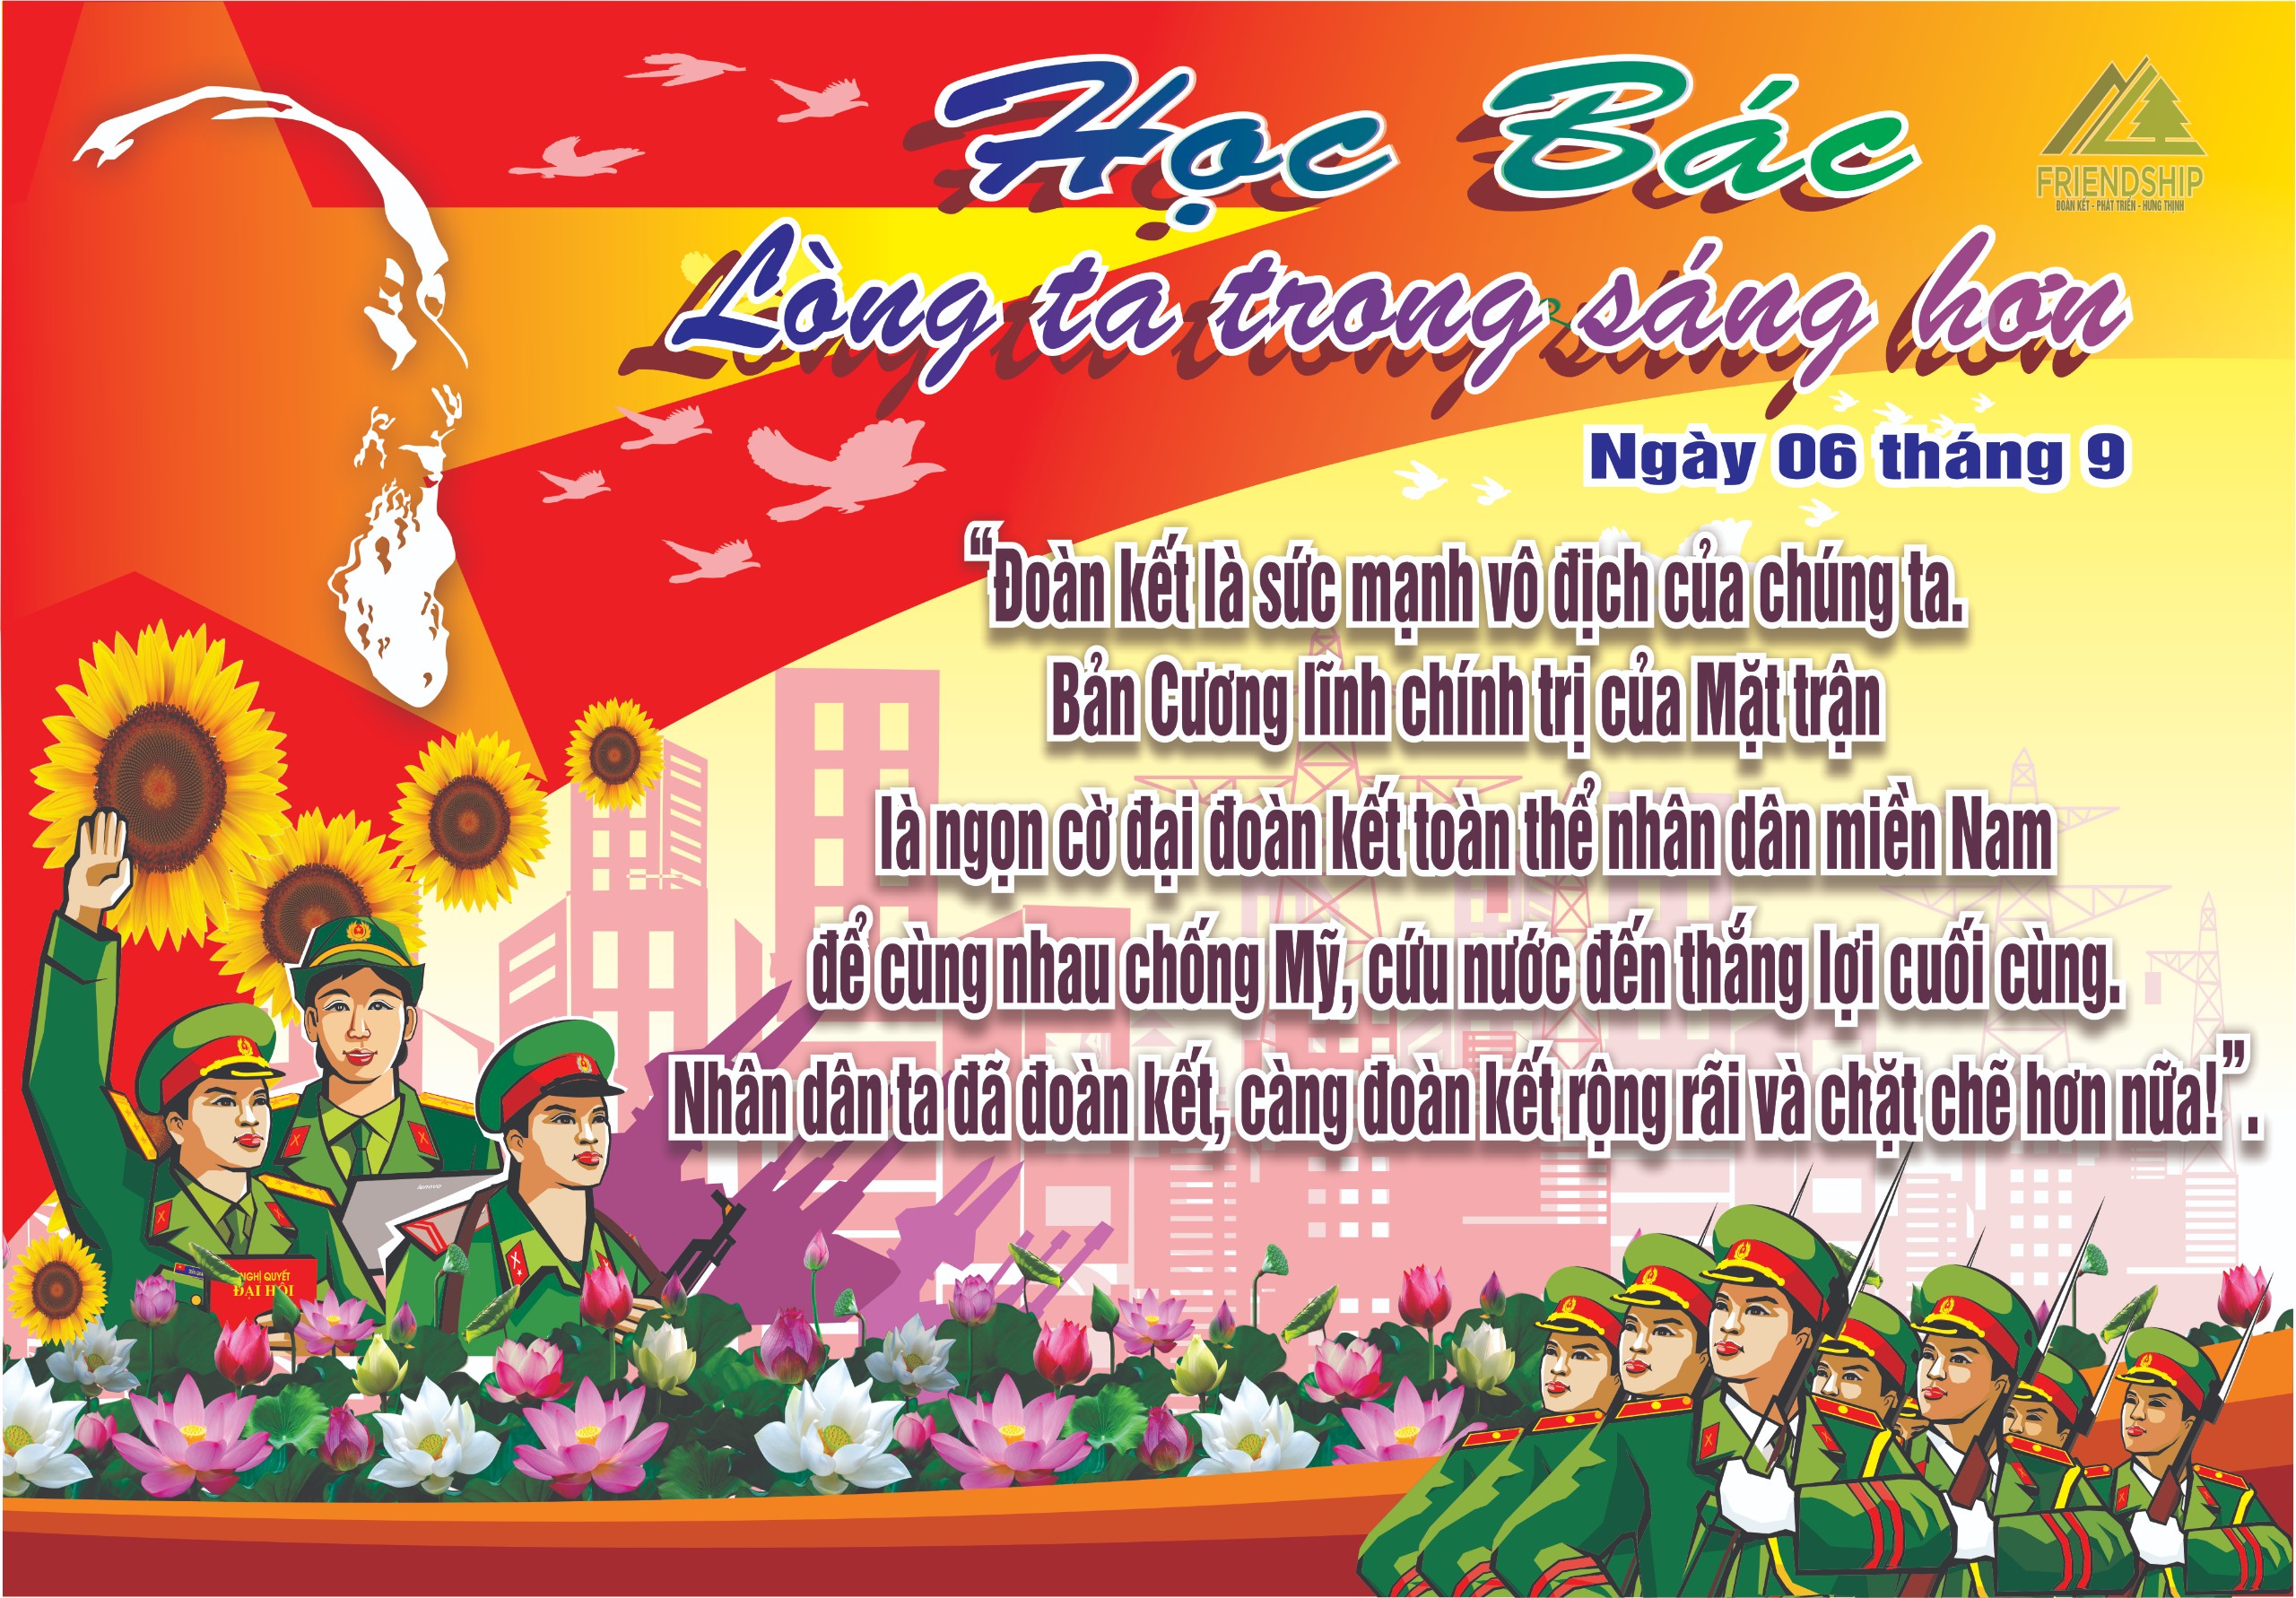 Học Bác
Lòng ta trong sáng hơn
FRIENDSHIP
ĐOÀN KẾT - PHÁT TRIỂN - HƯNG THỊNH
Ngày 06 tháng 9
“Đoàn kết là sức mạnh vô địch của chúng ta.
Bản Cương lĩnh chính trị của Mặt trận
là ngọn cờ đại đoàn kết toàn thể nhân dân miền Nam
để cùng nhau chống Mỹ, cứu nước đến thắng lợi cuối cùng.
Nhân dân ta đã đoàn kết, càng đoàn kết rộng rãi và chặt chẽ hơn nữa!”.
lenovo
NGHỊ QUYẾT
ĐẠI HỘI